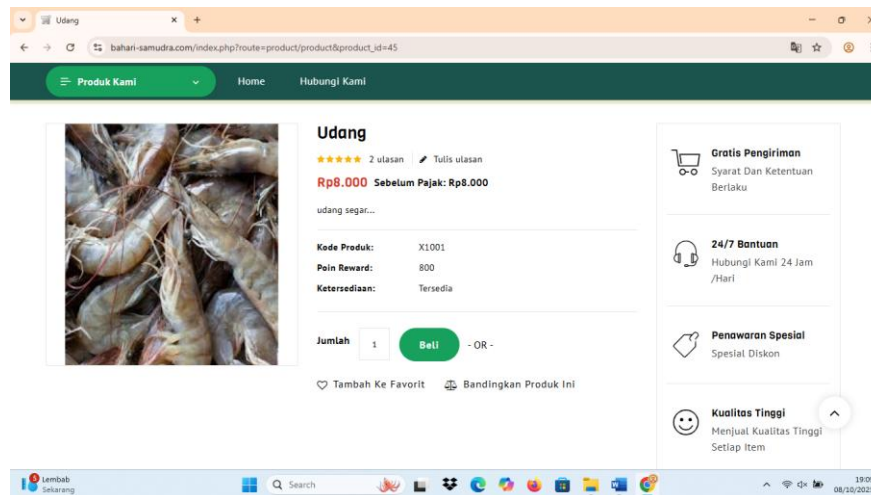 Udang
bahari-samudra.com/index.php?route=product/product&product_id=45
Produk Kami
Home
Hubungi Kami
Udang
2 ulasan
Tulis ulasan
Rp8.000 Sebelum Pajak: Rp8.000
udang segar...
Kode Produk: X1001
Poin Reward: 800
Ketersediaan: Tersedia
Jumlah 1 Beli - OR -
Tambah Ke Favorit Bandingkan Produk Ini
Gratis Pengiriman
Syarat Dan Ketentuan
Berlaku
24/7 Bantuan
Hubungi Kami 24 Jam
/Hari
Penawaran Spesial
Spesial Diskon
Kualitas Tinggi
Menjual Kualitas Tinggi
Setiap Item
5
Lembab
Sekarang
Search